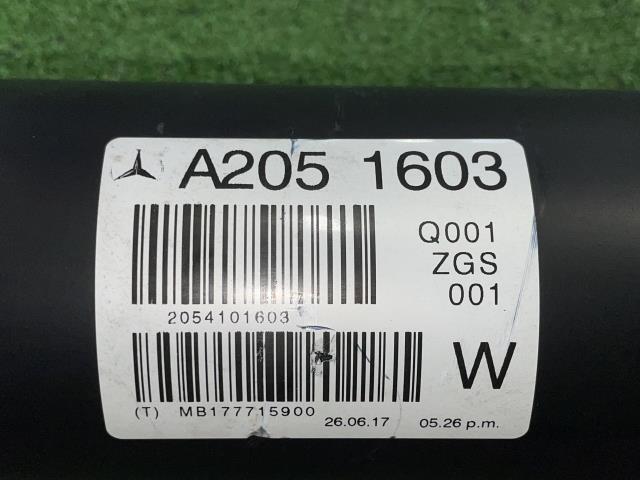 A205 1603
Q001
ZGS
001
2054101603
W
(T) MB177715900
26.06.17 05.26 p.m.